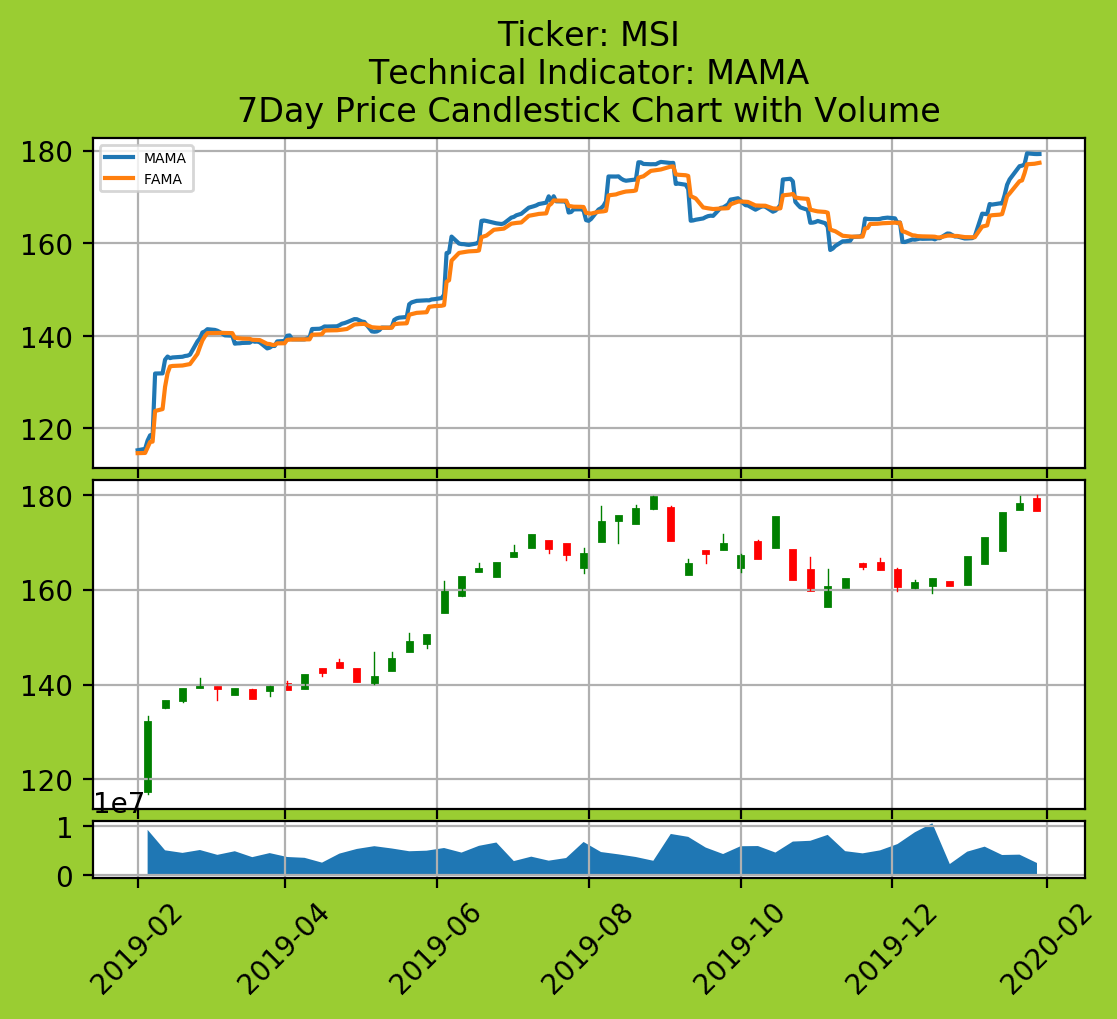 Ticker: MSI
Technical Indicator: MAMA
7Day Price Candlestick Chart with Volume
180
160
140
120
MAMA
FAMA
180
160
140
120
1e7
1
0
2019-02
2019-04
2019-06
2019-08
2019-10
2019-12
2020-02